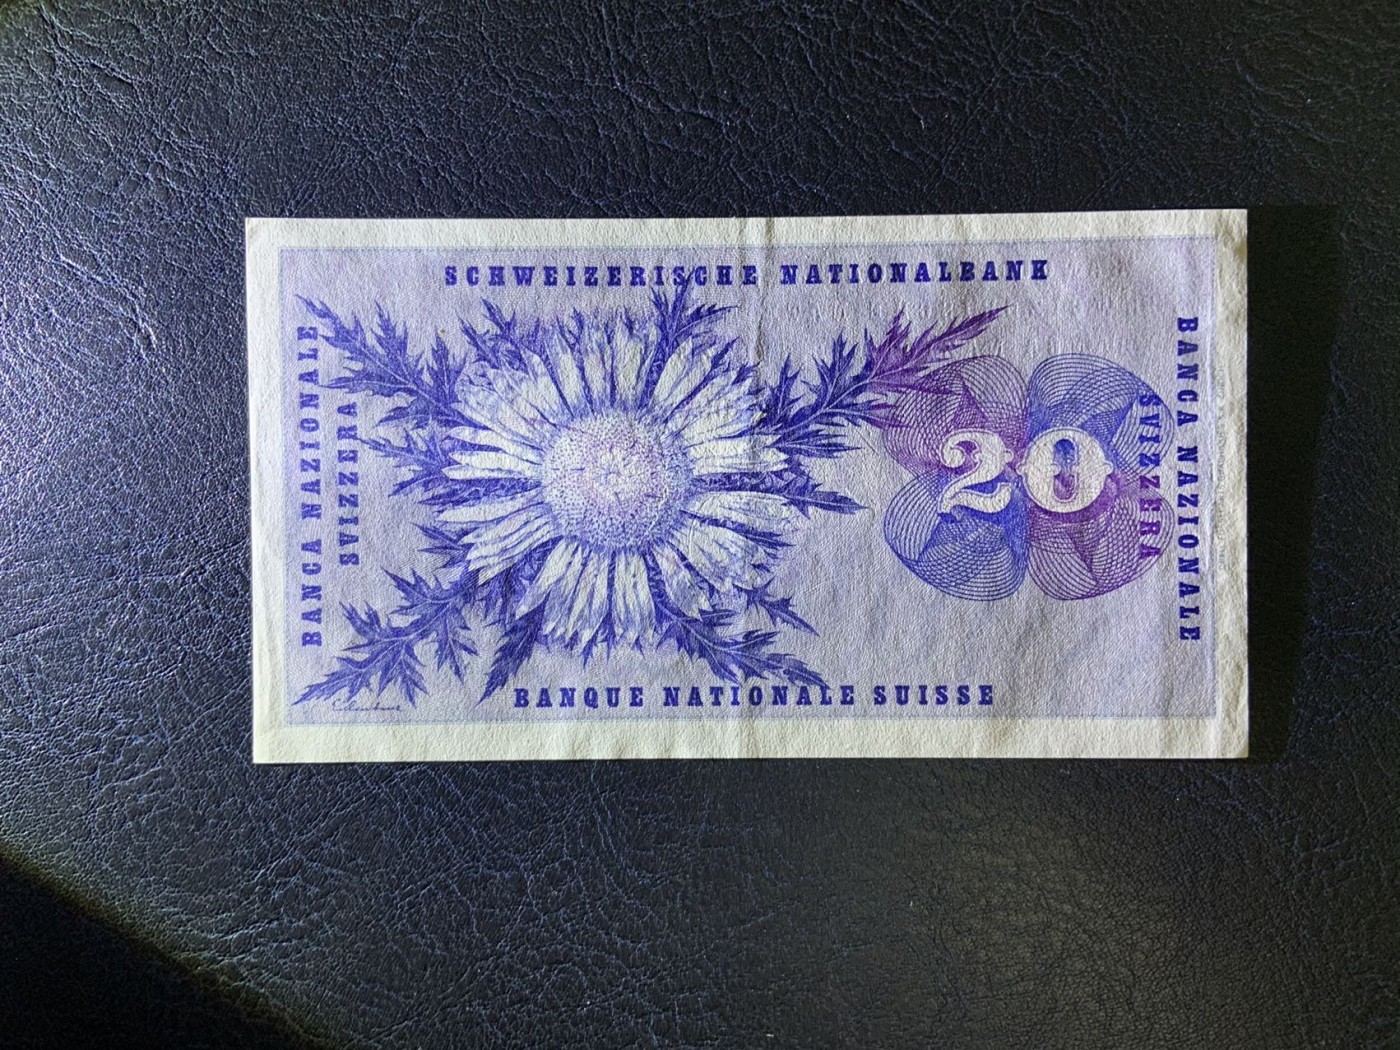 SCHWEIZERISCHE NATIONALBANK
BANCA NAZIONALE
SVIZZERA
20
BANCA NAZIONALE
SVIZZERA
BANQUE NATIONALE SUISSE